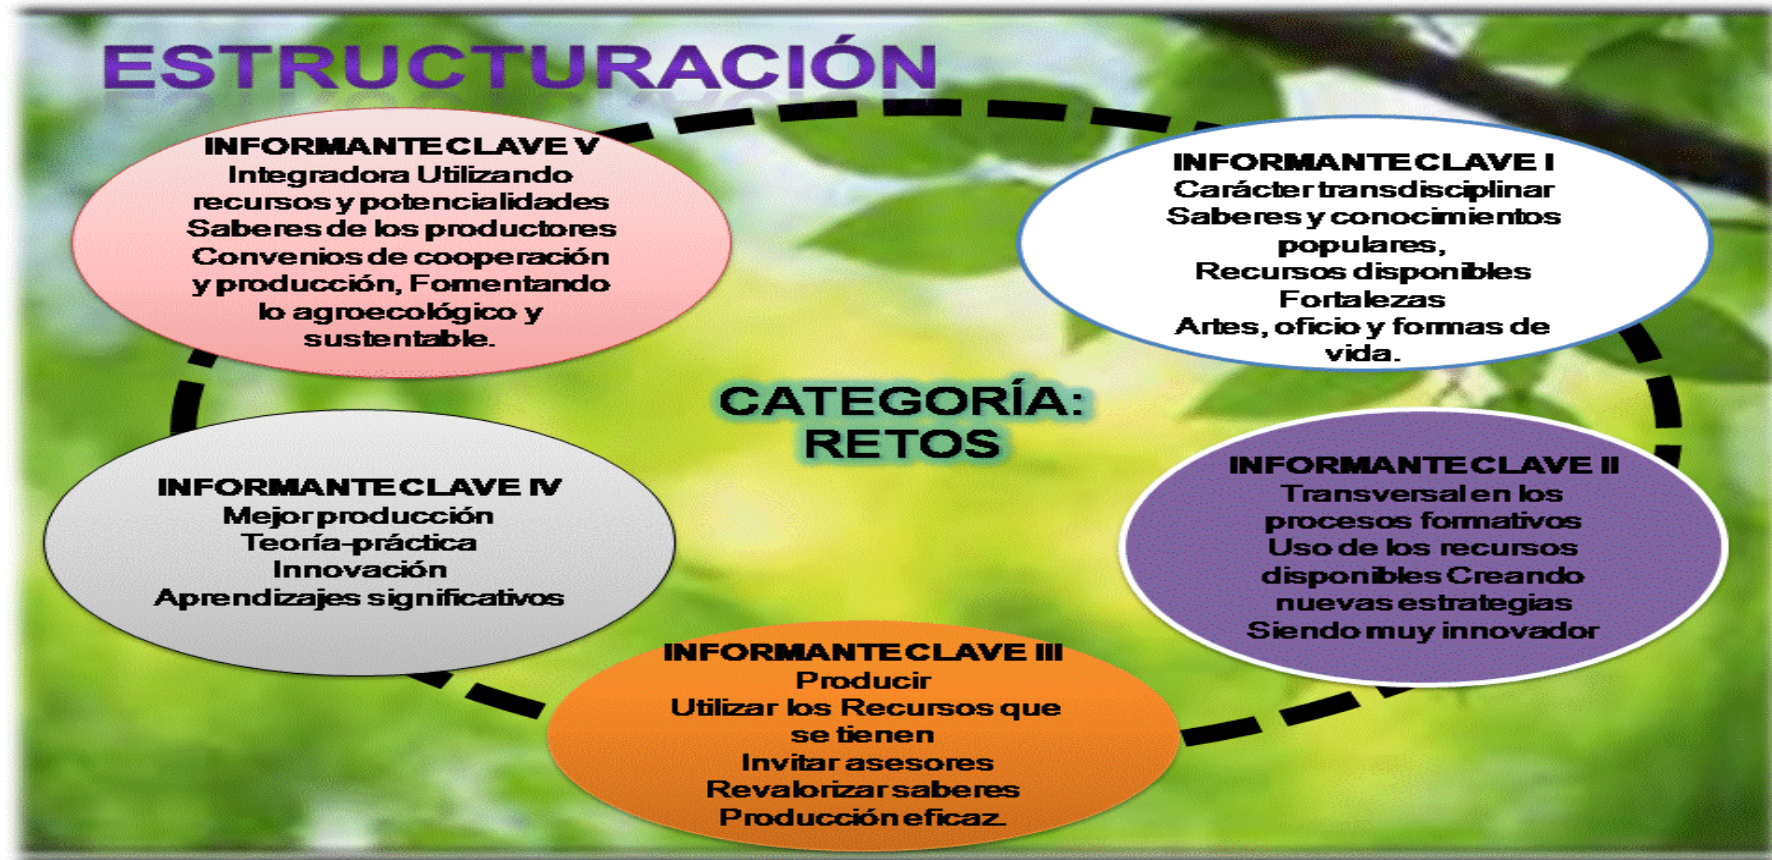 ESTRUCTURACIÓN
INFORMANTE CLAVE V
Integradora Utilizando
recursos y potencialidades
Saberes de los productores
Convenios de cooperación
y producción, Fomentando
lo agroecológico y
sustentable.
INFORMANTE CLAVE I
Carácter transdisciplinar
Saberes y conocimientos
populares,
Recursos disponibles
Fortalezas
Artes, oficio y formas de
vida.
CATEGORÍA:
RETOS
INFORMANTE CLAVE IV
Mejor producción
Teoría-práctica
Innovación
Aprendizajes significativos
INFORMANTE CLAVE II
Transversal en los
procesos formativos
Uso de los recursos
disponibles Creando
nuevas estrategias
Siendo muy innovador
INFORMANTE CLAVE III
Producir
Utilizar los Recursos que
se tienen
Invitar asesores
Revalorizar saberes
Producción eficaz.